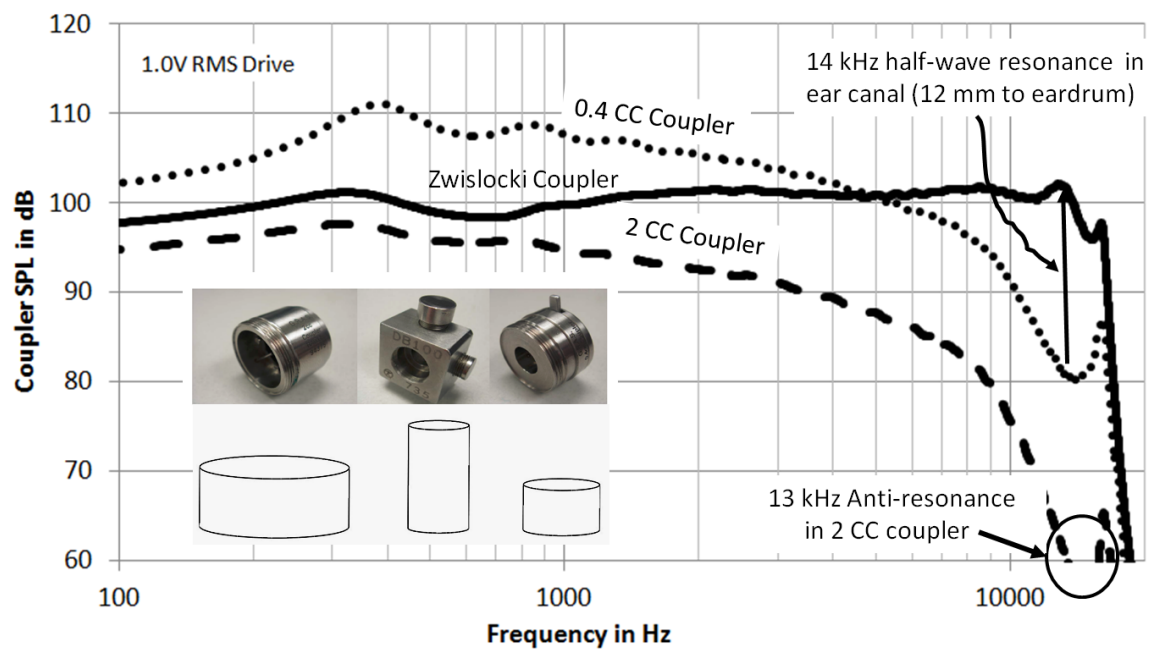 120
110
100
90
80
70
60
Coupler SPL in dB
1.0V RMS Drive
14 kHz half-wave resonance in
ear canal (12 mm to eardrum)
0.4 CC Coupler
Zwislocki Coupler
2 CC Coupler
DB100
13 kHz Anti-resonance
in 2 CC coupler
100
1000
10000
Frequency in Hz